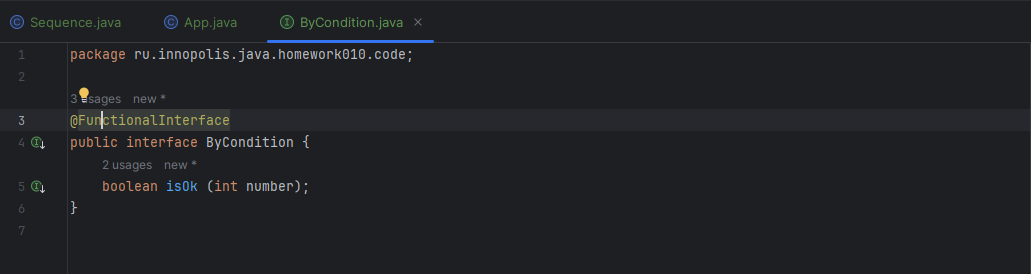 Sequence.java App.java ByCondition.java
1 package ru.innopolis.java.homework010.code;
2
3 usages new *
3 @FunctionalInterface
4 public interface ByCondition {
2 usages new *
5 boolean isOk (int number);
6 }
7